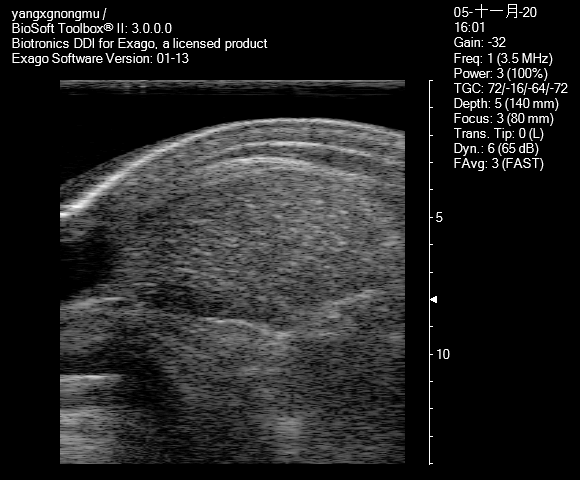 yangxgnongmu /
BioSoft Toolbox® II: 3.0.0.0
Biotronics DDI for Exago, a licensed product
Exago Software Version: 01-13
05-十一月-20
16:01
Gain: -32
Freq: 1 (3.5 MHz)
Power: 3 (100%)
TGC: 72/-16/-64/-72
Depth: 5 (140 mm)
Focus: 3 (80 mm)
Trans. Tip: 0 (L)
Dyn.: 6 (65 dB)
FAvg: 3 (FAST)
5
10